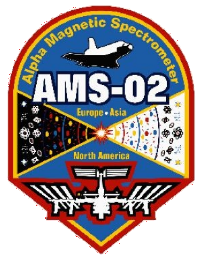 Alpha Magnetic Spectrometer
AMS-02
Europe • Asia
North America